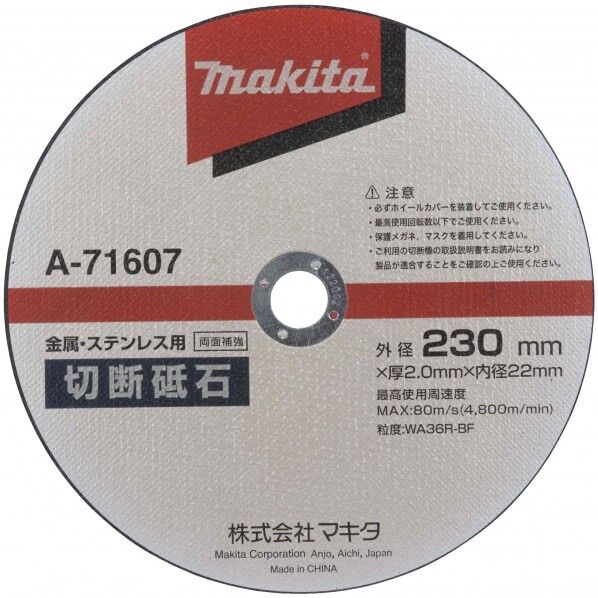 makita®
⚠ 注意
・必ずホイールカバーを装着してご使用ください。
・最高使用回転数以下でご使用ください。
・保護メガネ、マスクを着用してください。
・ご利用の切断機の取扱説明書をお読みになり
製品が適合することをご確認の上ご使用ください。
A-71607
金属・ステンレス用 両面補強
切断砥石
外径 230 mm
×厚2.0mm×内径22mm
最高使用周速度
MAX:80m/s(4,800m/min)
粒度:WA36R-BF
株式会社マキタ
Makita Corporation Anjo, Aichi, Japan
Made in CHINA